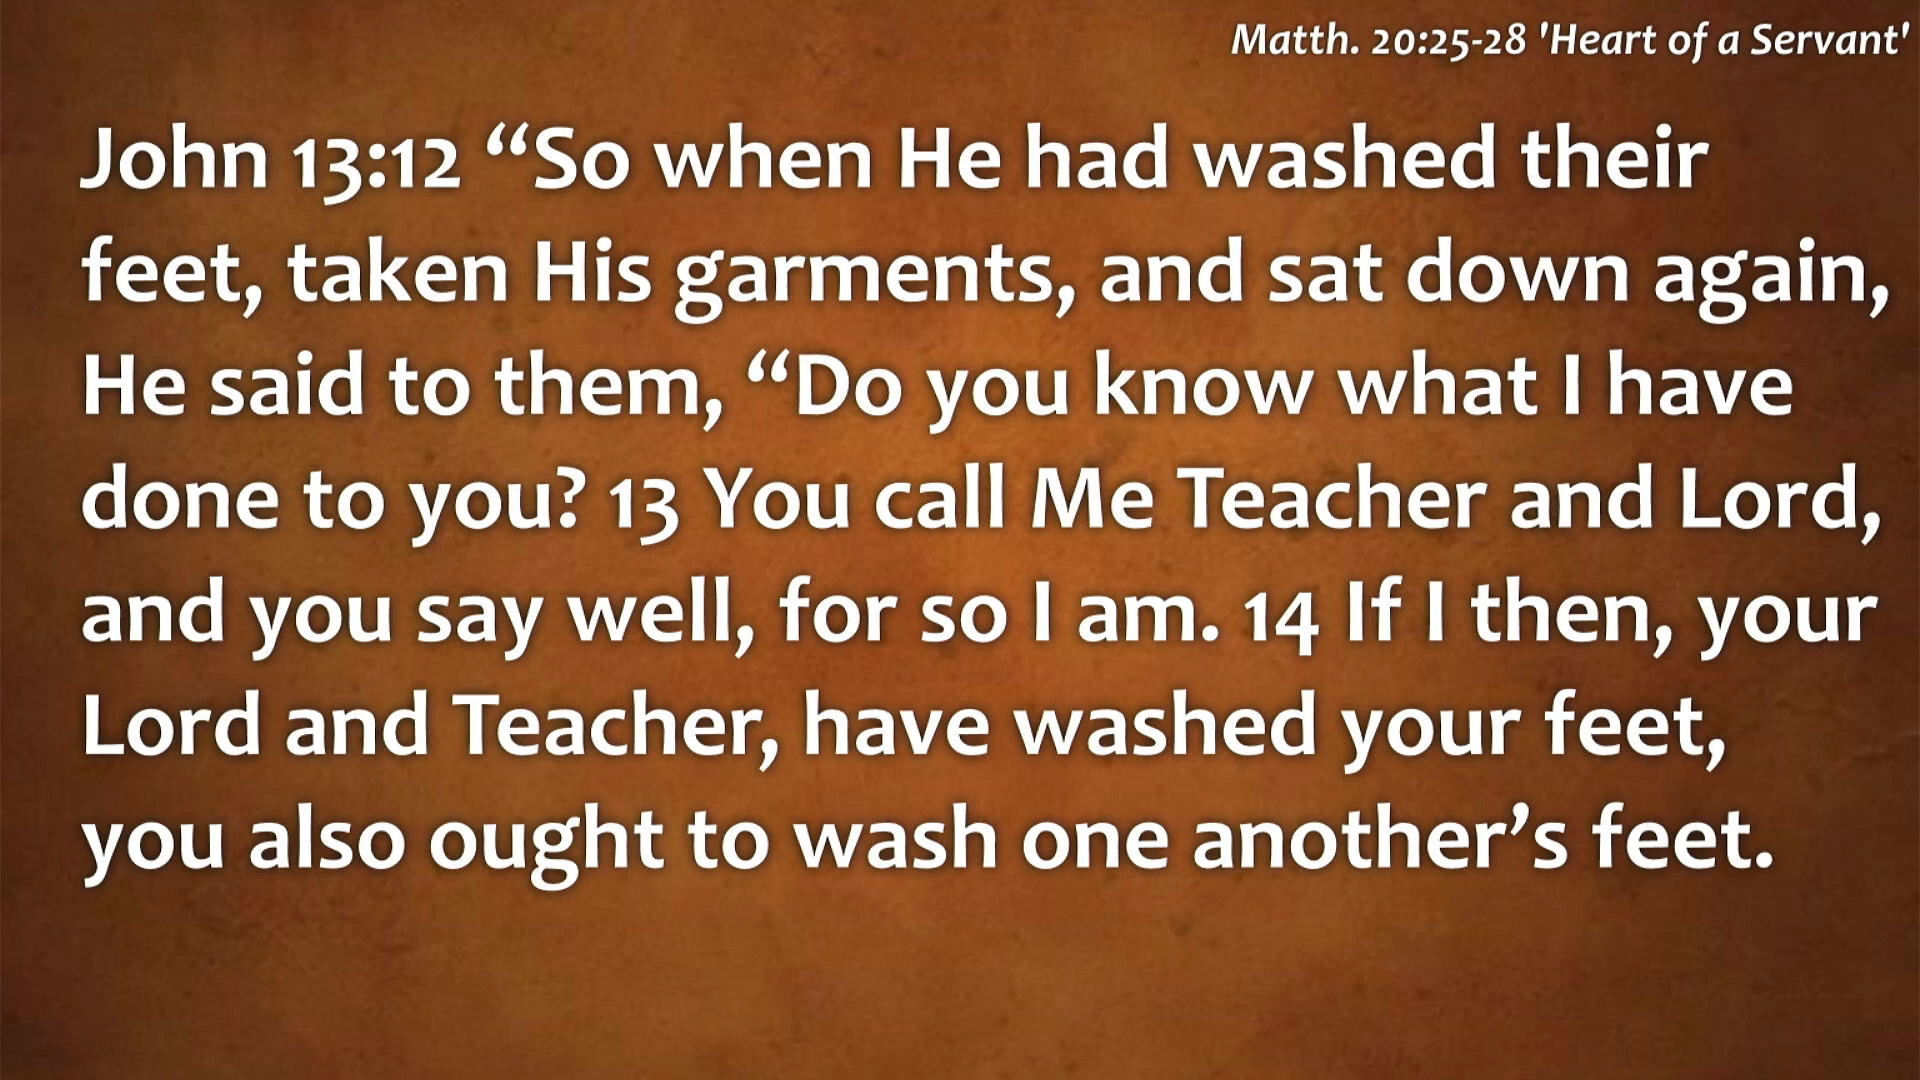 Matth. 20:25-28 'Heart of a Servant'
John 13:12 “So when He had washed their
feet, taken His garments, and sat down again,
He said to them, “Do you know what I have
done to you? 13 You call Me Teacher and Lord,
and you say well, for so I am. 14 If I then, your
Lord and Teacher, have washed your feet,
you also ought to wash one another’s feet.